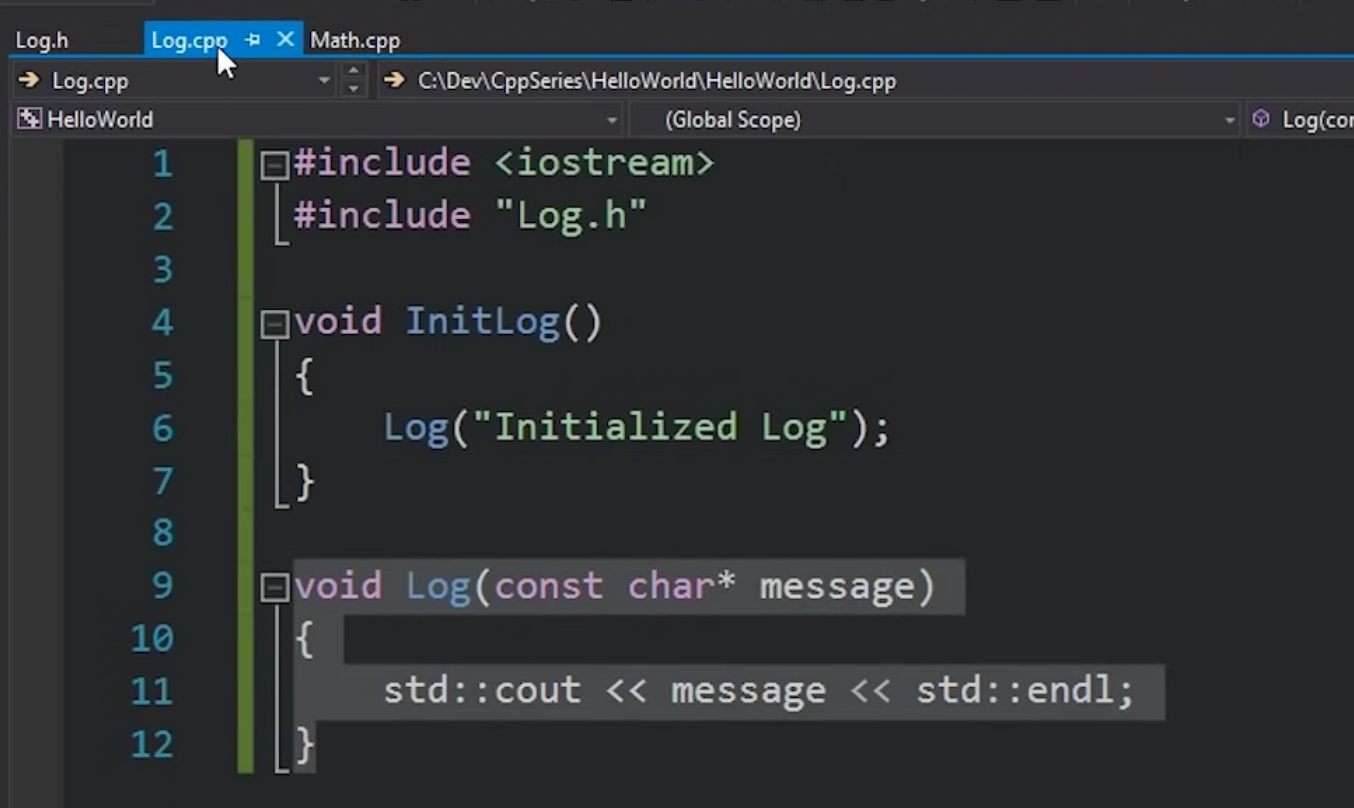 Log.h Log.cpp Math.cpp
Log.cpp C:\Dev\CppSeries\HelloWorld\HelloWorld\Log.cpp
HelloWorld (Global Scope) Log(con
1 #include <iostream>
2 #include "Log.h"
3
4 void InitLog()
5 {
6 Log("Initialized Log");
7 }
8
9 void Log(const char* message)
10 {
11 std::cout << message << std::endl;
12 }